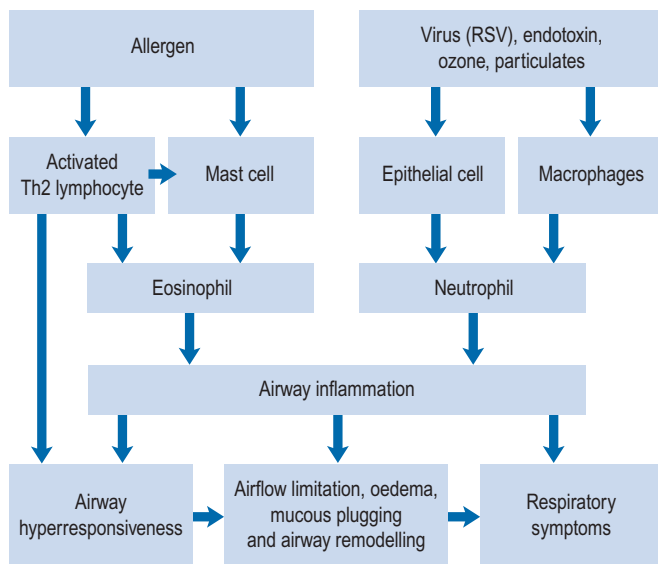 Allergen
Virus (RSV), endotoxin,
ozone, particulates
Activated
Th2 lymphocyte
Mast cell
Epithelial cell
Macrophages
Eosinophil
Neutrophil
Airway inflammation
Airway
hyperresponsiveness
Airflow limitation, oedema,
mucous plugging
and airway remodelling
Respiratory
symptoms